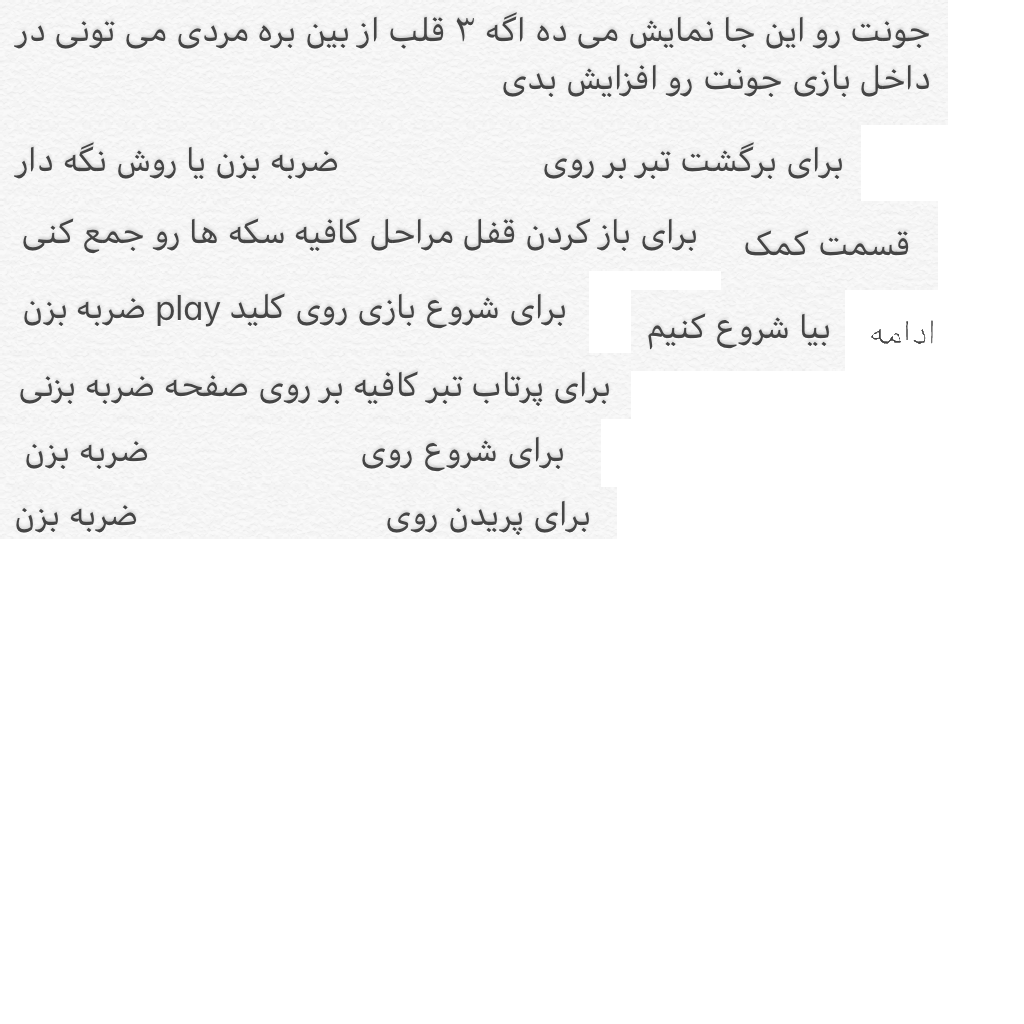 جونت رو این جا نمایش می ده اگه ۳ قلب از بین بره مردی می تونی در
داخل بازی جونت رو افزایش بدی
برای برگشت تبر بر روی ضربه بزن یا روش نگه دار
برای باز کردن قفل مراحل کافیه سکه ها رو جمع کنی
قسمت کمک
برای شروع بازی روی کلید play ضربه بزن
بیا شروع کنیم
ادامه
برای پرتاب تبر کافیه بر روی صفحه ضربه بزنی
برای شروع روی ضربه بزن
برای پریدن روی ضربه بزن